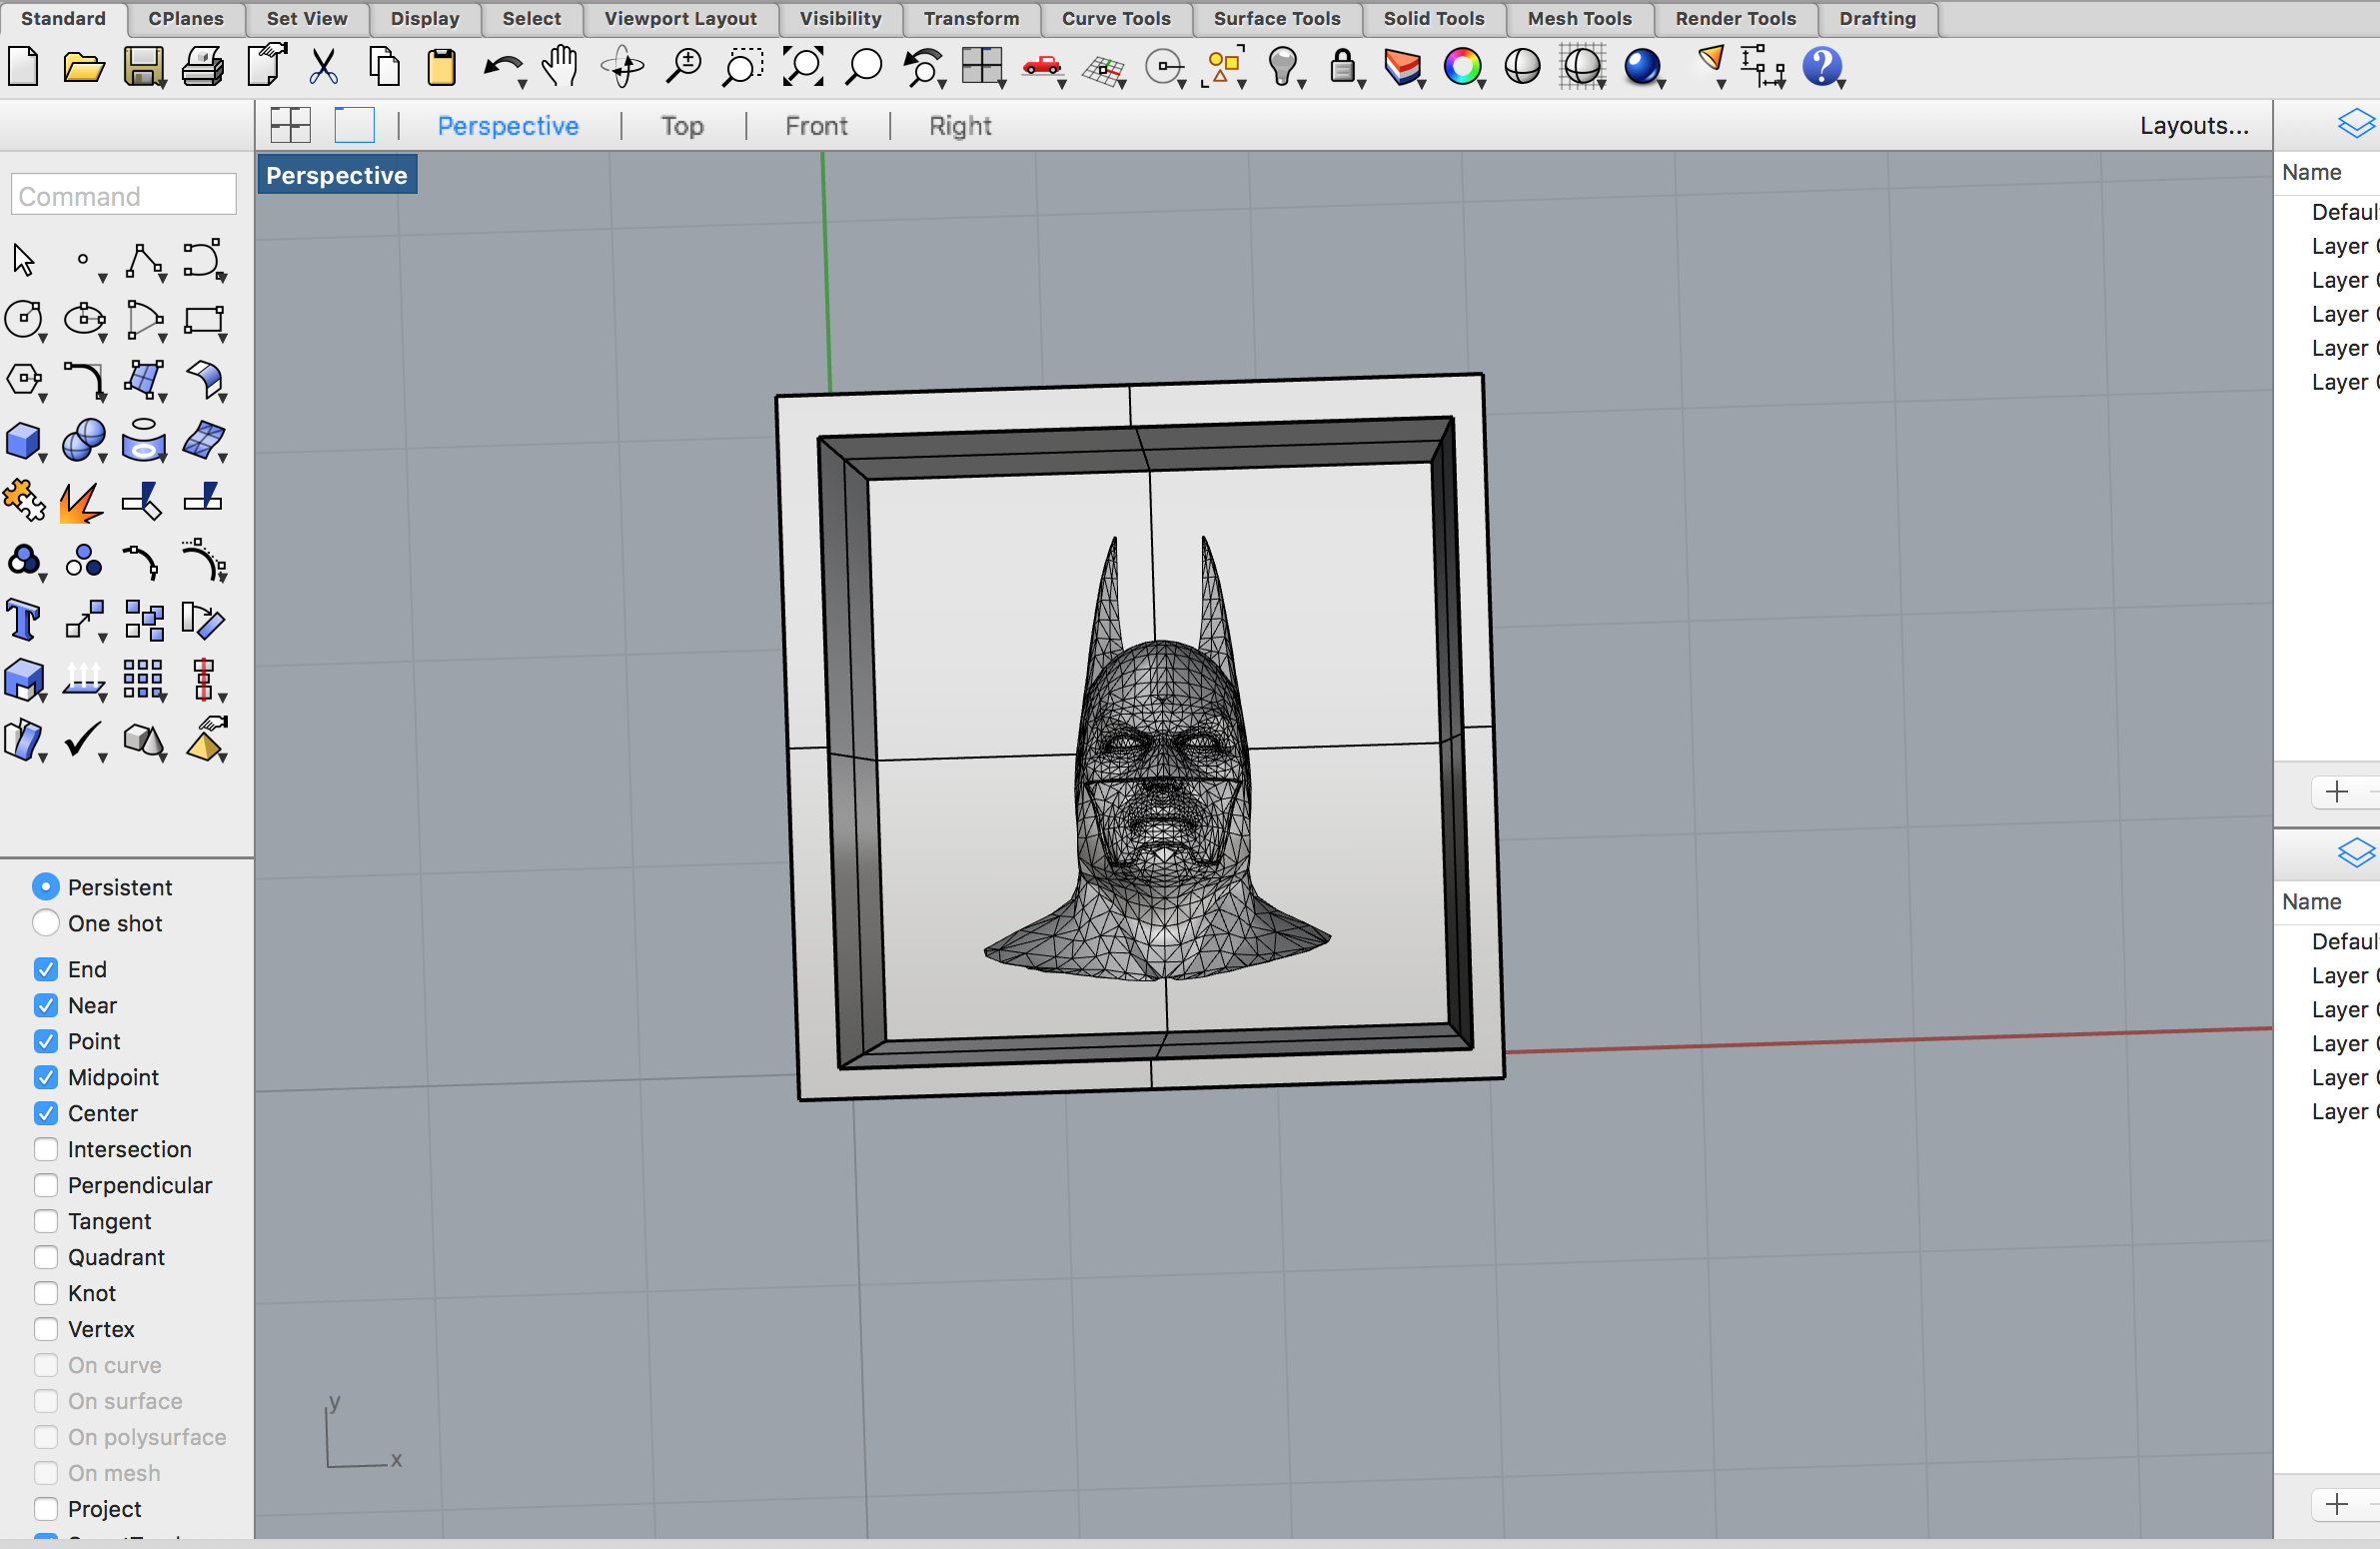 Standard CPlanes Set View Display Select Viewport Layout Visibility Transform Curve Tools Surface Tools Solid Tools Mesh Tools Render Tools Drafting
Perspective Top Front Right Layouts...
Perspective
Command
Persistent
One shot
End
Near
Point
Midpoint
Center
Intersection
Perpendicular
Tangent
Quadrant
Knot
Vertex
On curve
On surface
On polysurface
On mesh
Project
y
x
Name
Defaul
Layer
Layer
Layer
Layer
Layer
Name
Defaul
Layer
Layer
Layer
Layer
Layer